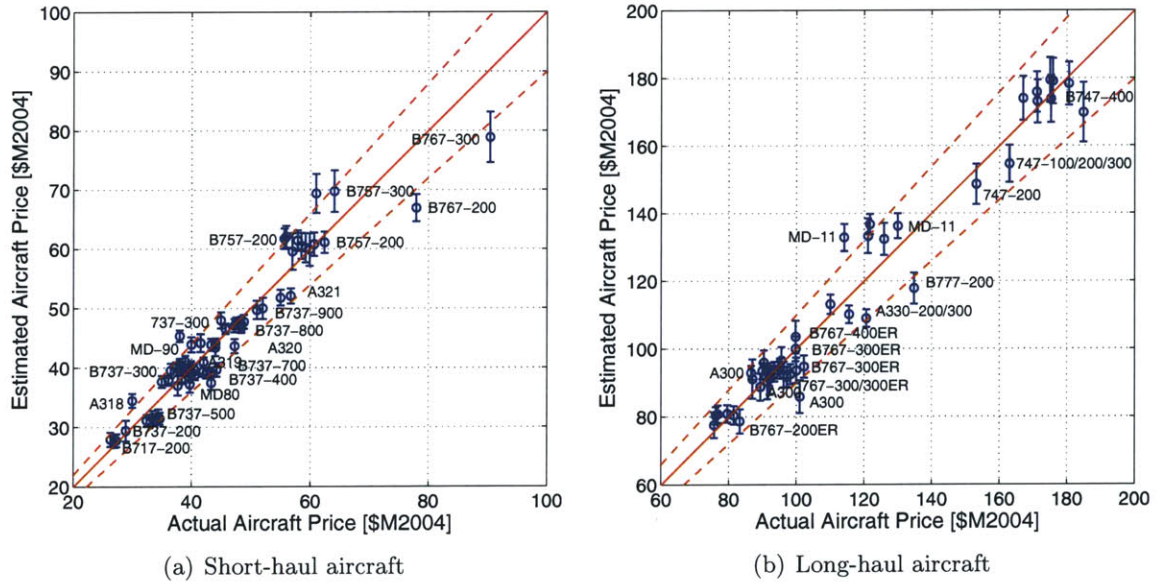 100
90
80
70
60
50
40
30
20
20
40
60
80
100
Estimated Aircraft Price [$M2004]
Actual Aircraft Price [$M2004]
B767-300
B757-300
B767-200
B757-200
B757-200
A321
B737-900
737-300
B737-800
MD-90
A320
A319
B737-300
B737-700
B737-400
MD80
A318
B737-500
B737-200
B717-200
(a) Short-haul aircraft
200
180
160
140
120
100
80
60
60
80
100
120
140
160
180
200
Estimated Aircraft Price [$M2004]
Actual Aircraft Price [$M2004]
B747-400
747-100/200/300
747-200
MD-11
MD-11
B777-200
A330-200/300
B767-400ER
B767-300ER
A300
B767-300ER
767-300/300ER
A300
A300
B767-200ER
(b) Long-haul aircraft